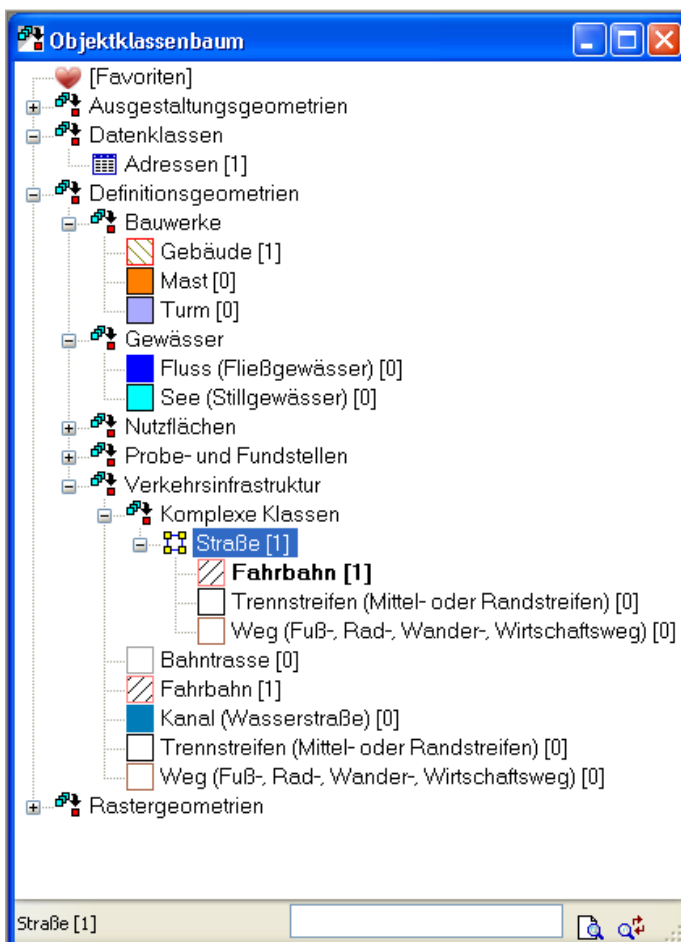 Objektklassenbaum
[Favoriten]
Ausgestaltungsgeometrien
Datenklassen
Adressen [1]
Definitionsgeometrien
Bauwerke
Gebäude [1]
Mast [0]
Turm [0]
Gewässer
Fluss (Fließgewässer) [0]
See (Stillgewässer) [0]
Nutzflächen
Probe- und Fundstellen
Verkehrsinfrastruktur
Komplexe Klassen
Straße [1]
Fahrbahn [1]
Trennstreifen (Mittel- oder Randstreifen) [0]
Weg (Fuß-, Rad-, Wander-, Wirtschaftsweg) [0]
Bahntrasse [0]
Fahrbahn [1]
Kanal (Wasserstraße) [0]
Trennstreifen (Mittel- oder Randstreifen) [0]
Weg (Fuß-, Rad-, Wander-, Wirtschaftsweg) [0]
Rastergeometrien
Straße [1]